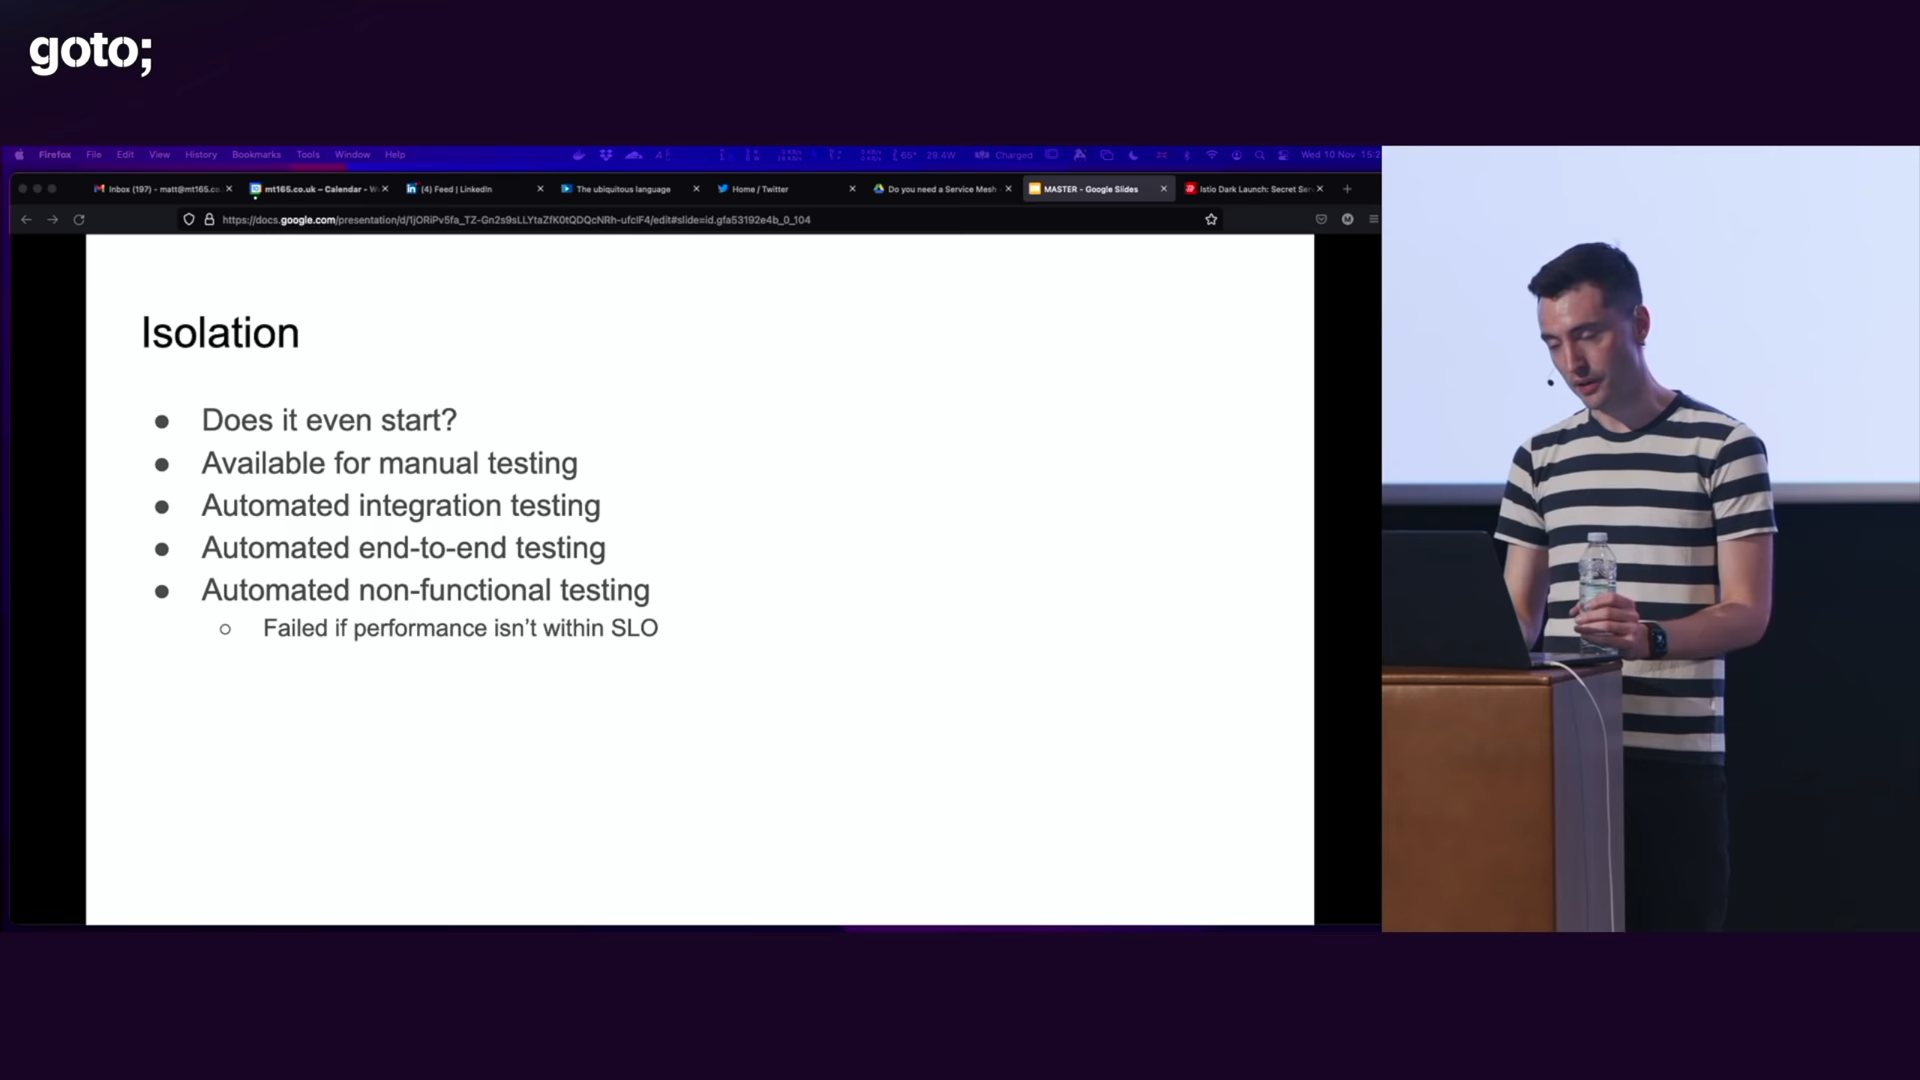 goto;
Firefox File Edit View History Bookmarks Tools Window Help
66° 29.4W Charged Wed 10 Nov 15:2
Inbox (197) - matt@mt165.co. mt165.co.uk – Calendar - W (4) Feed | LinkedIn The ubiquitous language Home / Twitter Do you need a Service Mesh - MASTER - Google Slides Istio Dark Launch: Secret Ser
https://docs.google.com/presentation/d/1jORiPv5fa_TZ-Gn2s9sLLYtaZfK0tQDQcNRh-ufclF4/edit#slide=id.gfa53192e4b_0_104
Isolation
● Does it even start?
● Available for manual testing
● Automated integration testing
● Automated end-to-end testing
● Automated non-functional testing
○ Failed if performance isn't within SLO